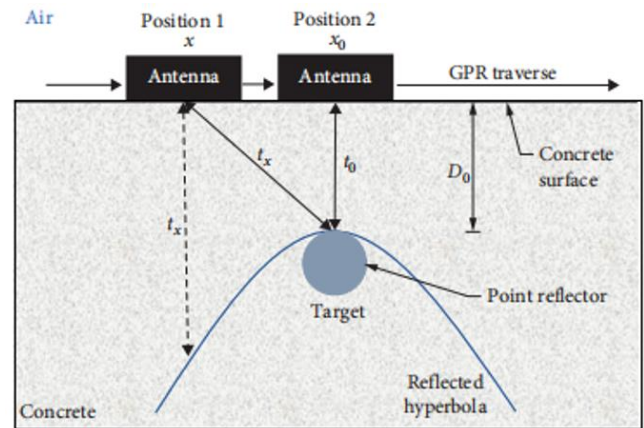 Air
Position 1
x
Position 2
x₀
Antenna
Antenna
GPR traverse
tₓ
t₀
D₀
Concrete
surface
tₓ
Point reflector
Target
Reflected
hyperbola
Concrete